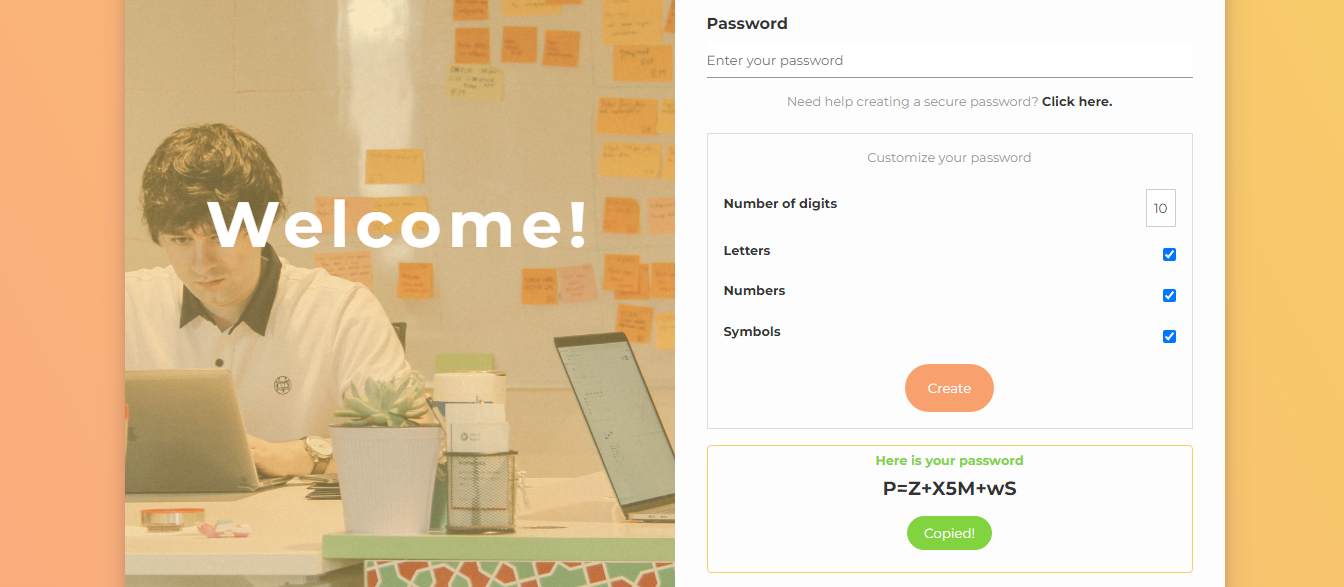 Welcome!
Password
Enter your password
Need help creating a secure password? Click here.
Customize your password
Number of digits
10
Letters
Numbers
Symbols
Create
Here is your password
P=Z+X5M+wS
Copied!